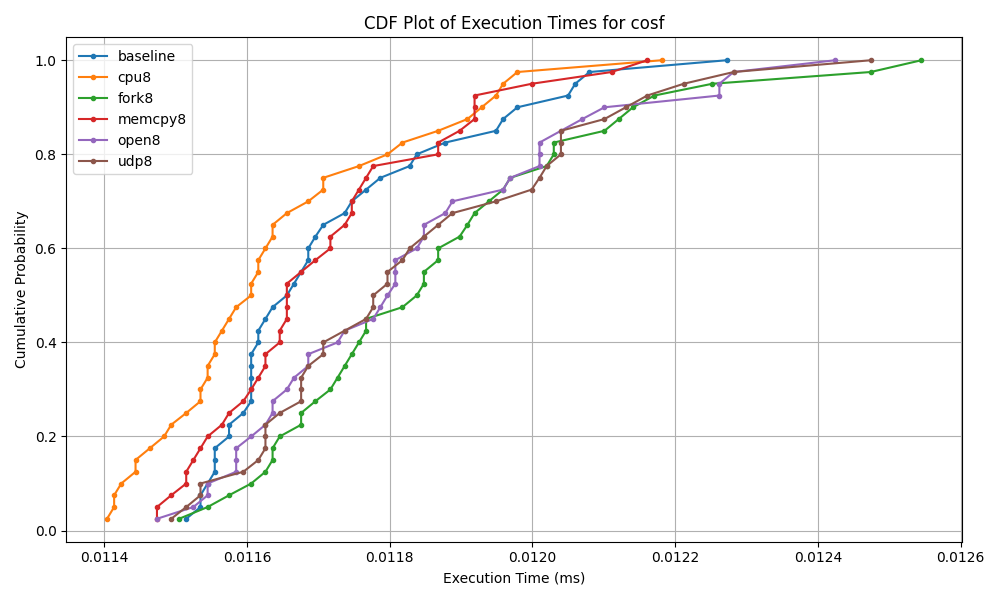 CDF Plot of Execution Times for cosf
baseline
cpu8
fork8
memcpy8
open8
udp8
Cumulative Probability
1.0
0.8
0.6
0.4
0.2
0.0
0.0114
0.0116
0.0118
0.0120
0.0122
0.0124
0.0126
Execution Time (ms)